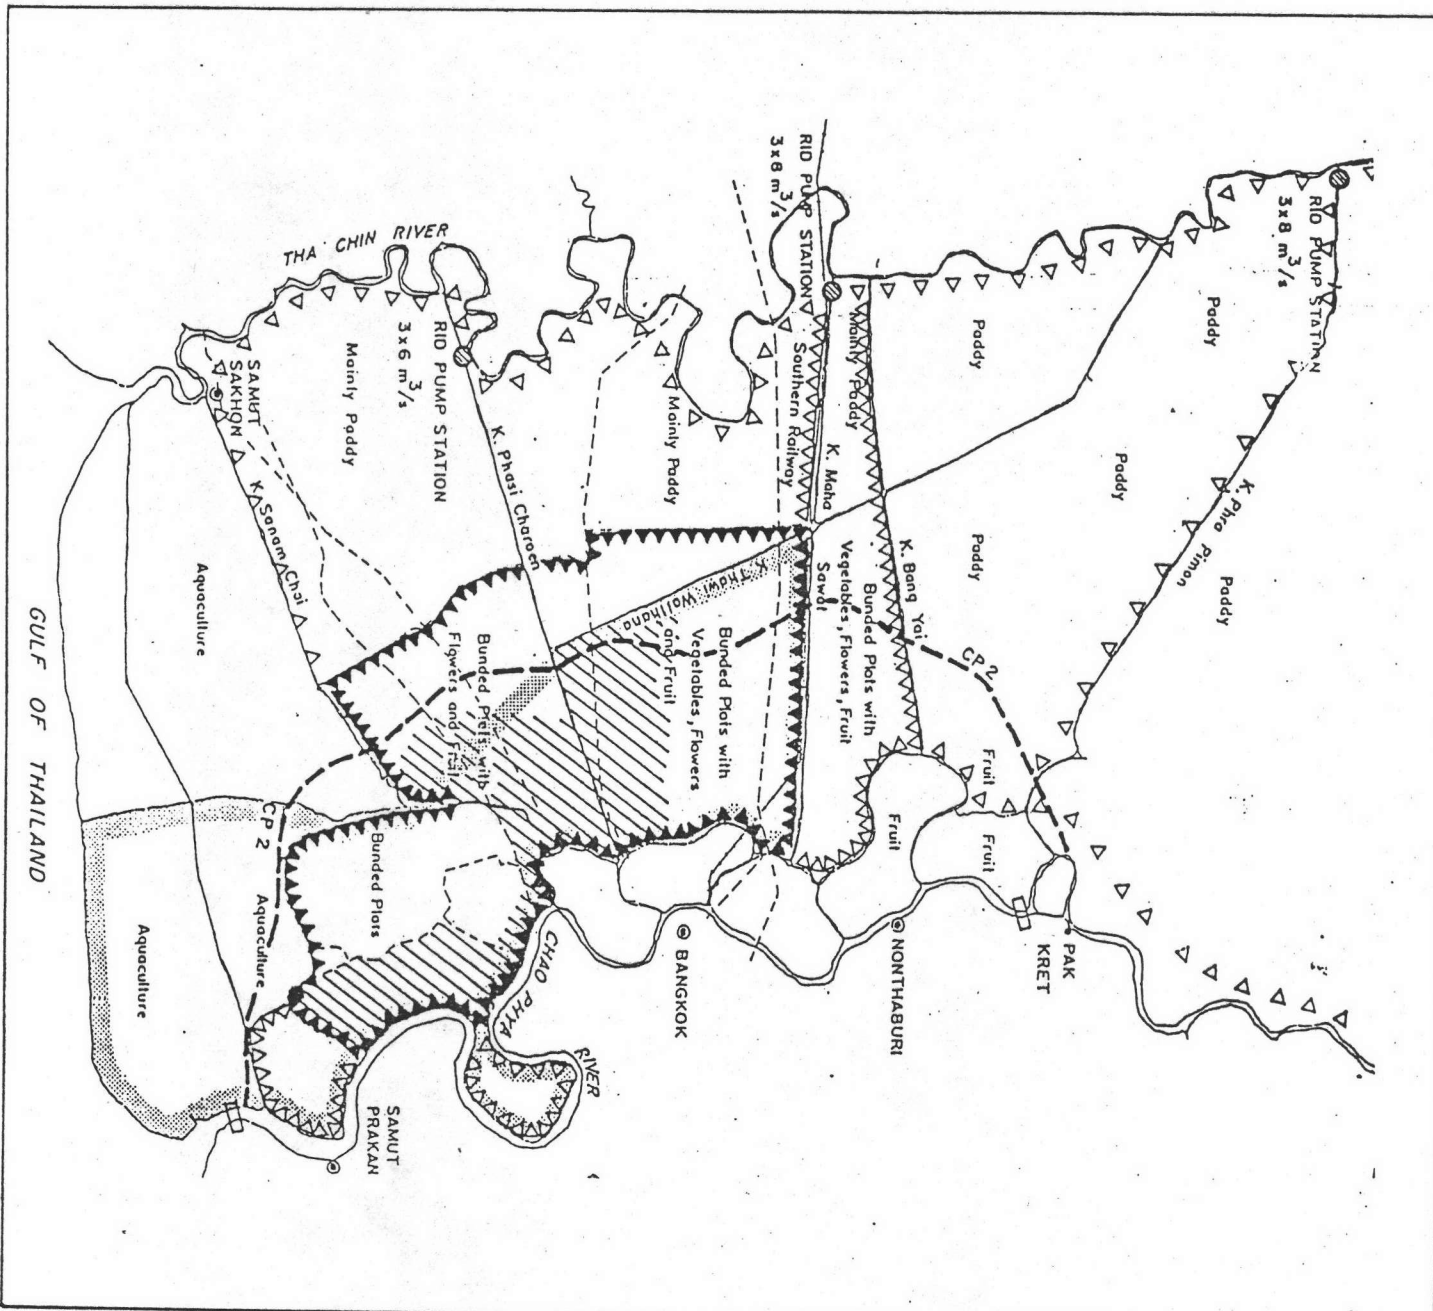 RID PUMP STATION
3x8 m³/s
Paddy
K. Phra Pimon
Paddy
Paddy
Paddy
Paddy
Fruit
Fruit
PAK
KRET
CP 2
K. Bang Yai
Mainly Paddy
RID PUMP STATION
3x8 m³/s
Southern Railway
K. Maha
Sawat
Bunded Plots with
Vegetables, Flowers, Fruit
Fruit
NONTHABURI
Mainly Paddy
K. Thawi Watthana
Bunded Plots with
Vegetables, Flowers
and Fruit
BANGKOK
THA CHIN RIVER
RID PUMP STATION
3x6 m³/s
K. Phasi Charoen
Mainly Paddy
Bunded Plots with
Flowers and Fruit
CHAO PHYA
RIVER
SAMUT
SAKHON
K. Sanam Chai
Bunded Plots
SAMUT
PRAKAN
Aquaculture
CP 2
Aquaculture
Aquaculture
GULF OF THAILAND